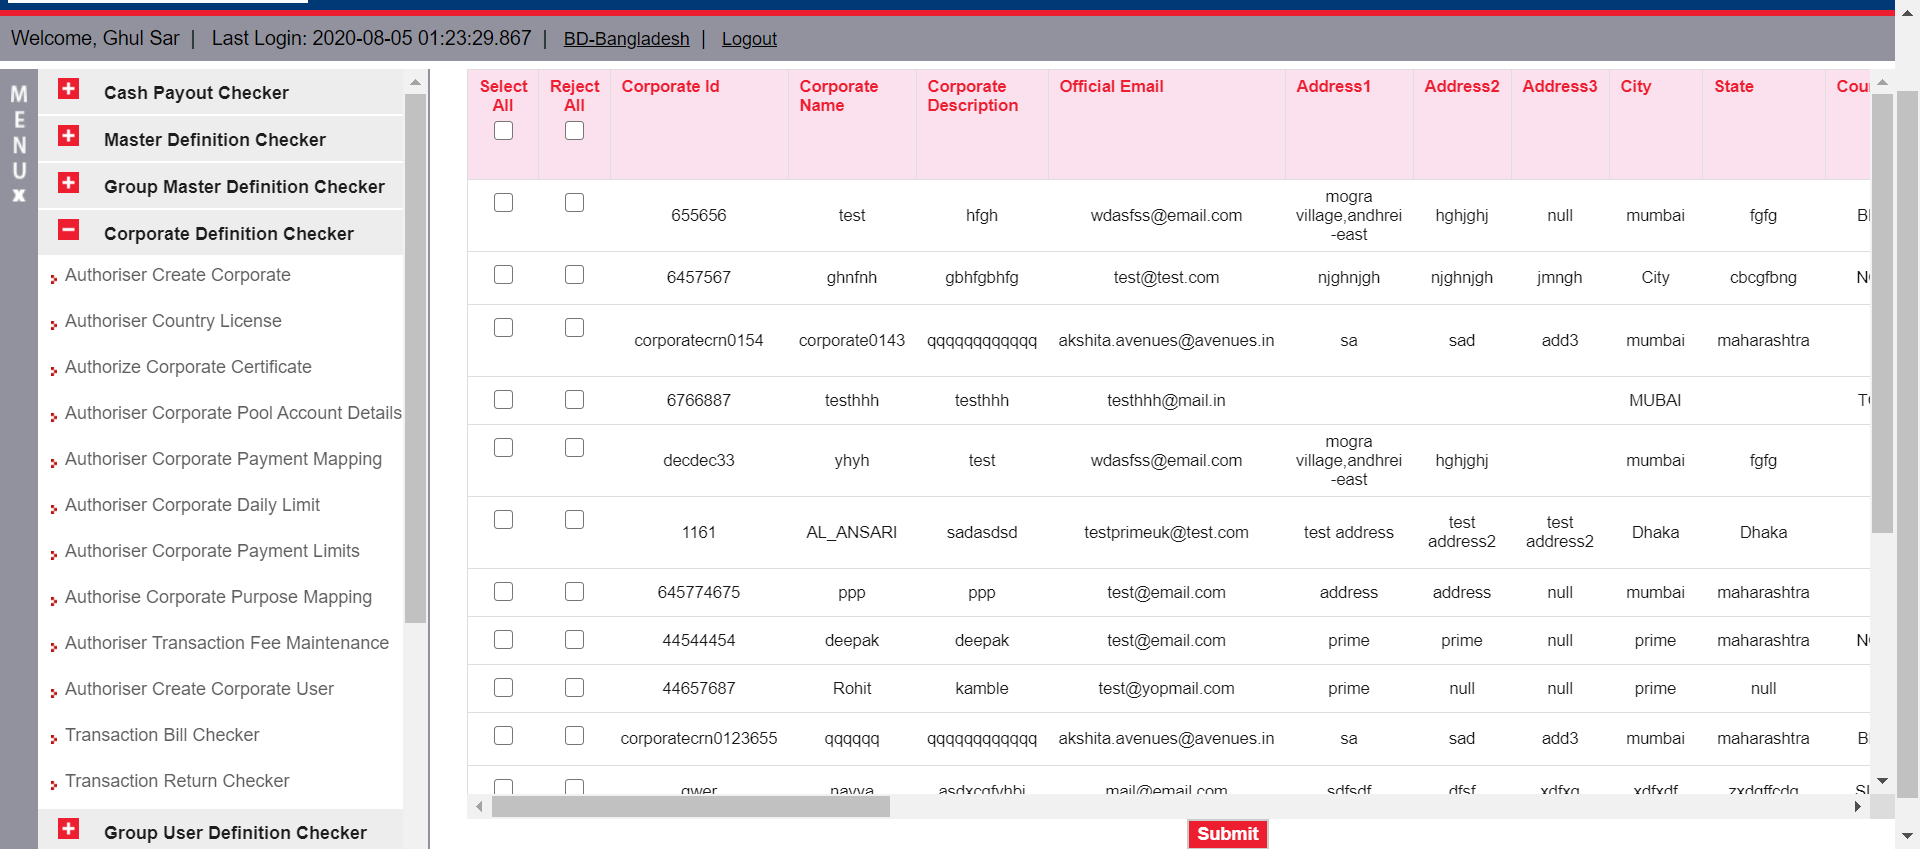 Welcome, Ghul Sar | Last Login: 2020-08-05 01:23:29.867 | BD-Bangladesh | Logout
MENU x
Cash Payout Checker
Master Definition Checker
Group Master Definition Checker
Corporate Definition Checker
Authoriser Create Corporate
Authoriser Country License
Authorize Corporate Certificate
Authoriser Corporate Pool Account Details
Authoriser Corporate Payment Mapping
Authoriser Corporate Daily Limit
Authoriser Corporate Payment Limits
Authorise Corporate Purpose Mapping
Authoriser Transaction Fee Maintenance
Authoriser Create Corporate User
Transaction Bill Checker
Transaction Return Checker
Group User Definition Checker
Select All Reject All Corporate Id Corporate Name Corporate Description Official Email Address1 Address2 Address3 City State
655656 test hfgh wdasfss@email.com mogra village,andhrei-east hghjghj null mumbai fgfg
6457567 ghnfnh gbhfgbhfg test@test.com njghnjgh njghnjgh jmngh City cbcgfbng
corporatecrn0154 corporate0143 qqqqqqqqqqqq akshita.avenues@avenues.in sa sad add3 mumbai maharashtra
6766887 testhhh testhhh testhhh@mail.in MUBAI
decdec33 yhyh test wdasfss@email.com mogra village,andhrei-east hghjghj mumbai fgfg
1161 AL_ANSARI sadasdsd testprimeuk@test.com test address test address2 test address2 Dhaka Dhaka
645774675 ppp ppp test@email.com address address null mumbai maharashtra
44544454 deepak deepak test@email.com prime prime null prime maharashtra
44657687 Rohit kamble test@yopmail.com prime null null prime null
corporatecrn0123655 qqqqqq qqqqqqqqqqqq akshita.avenues@avenues.in sa sad add3 mumbai maharashtra
qwer navya mail@email.com sdfsdf dfsf
Submit